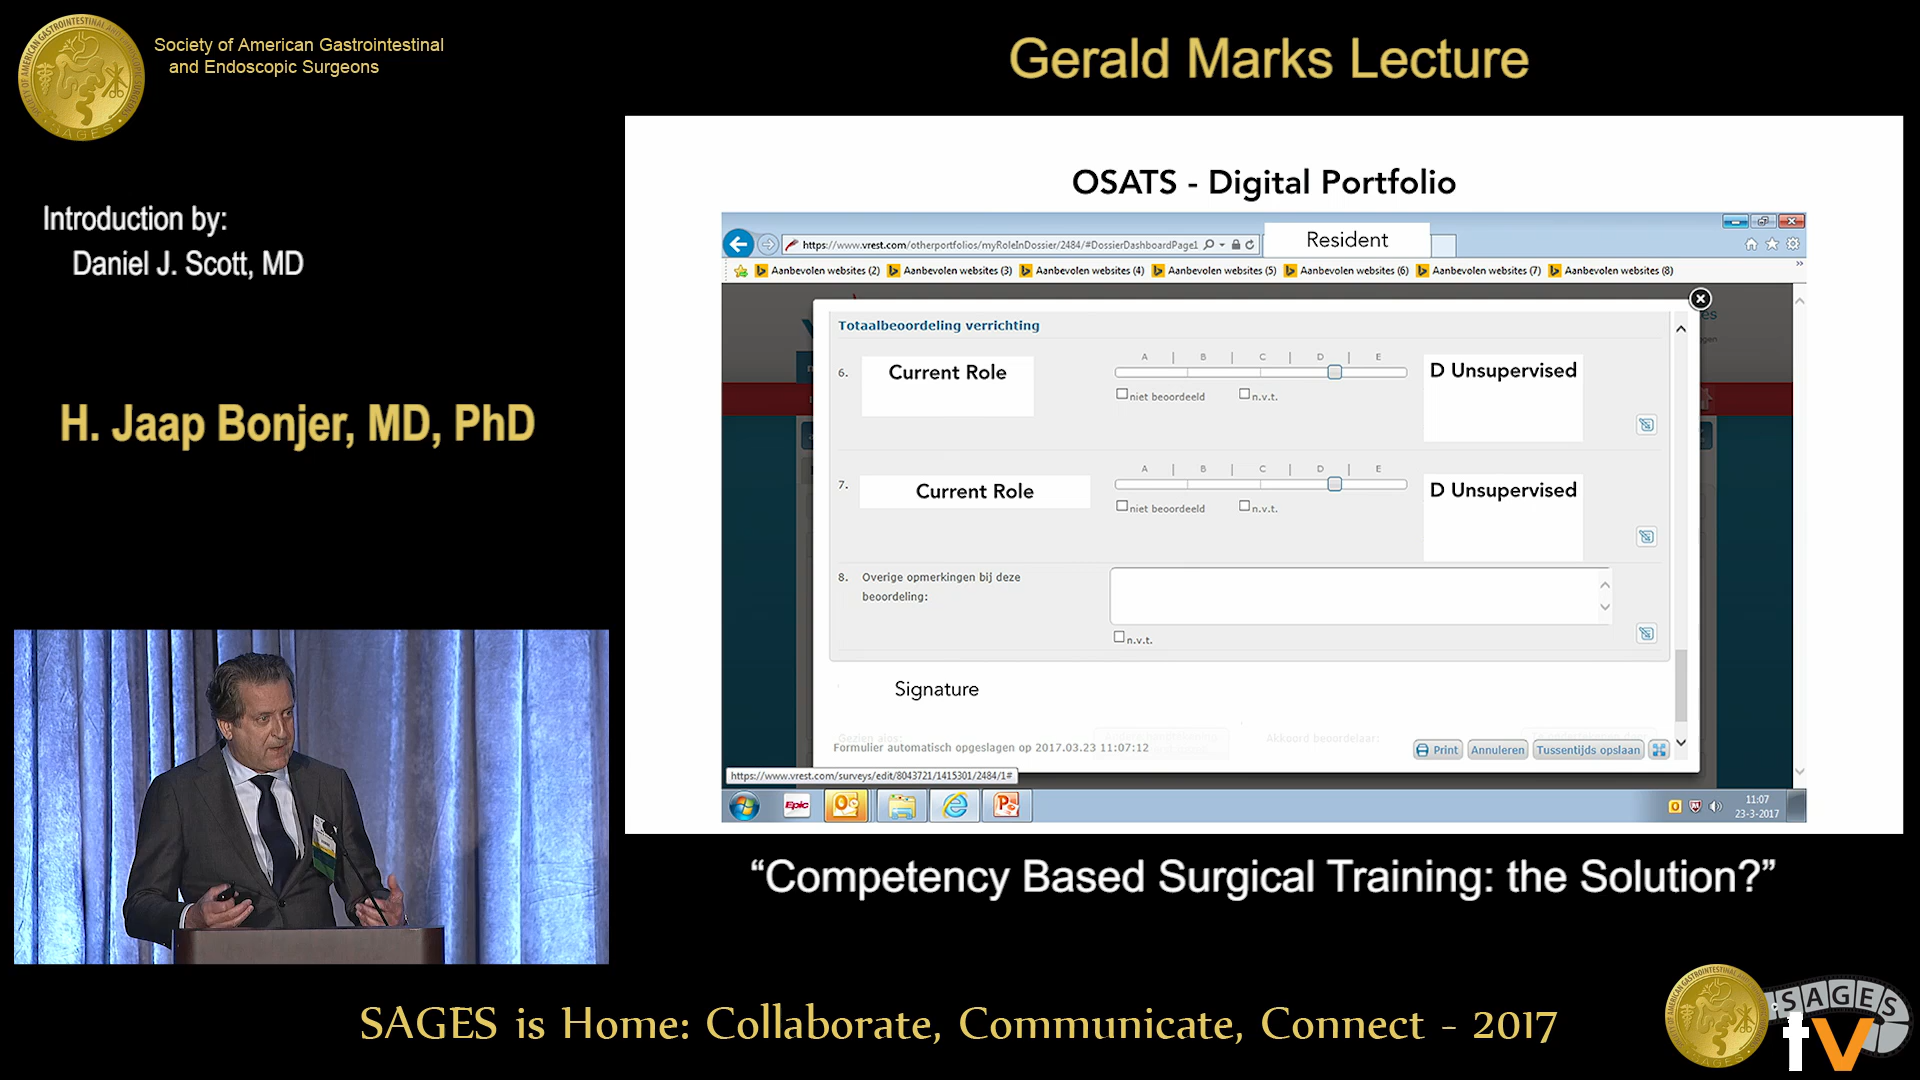 Society of American Gastrointestinal
and Endoscopic Surgeons
Gerald Marks Lecture
Introduction by:
Daniel J. Scott, MD
H. Jaap Bonjer, MD, PhD
OSATS - Digital Portfolio
https://www.vrest.com/otherportfolios/myRoleInDossier/2484/#DossierDashboardPage1
Resident
Aanbevolen websites (2) Aanbevolen websites (3) Aanbevolen websites (4) Aanbevolen websites (5) Aanbevolen websites (6) Aanbevolen websites (7) Aanbevolen websites (8)
Totaalbeoordeling verrichting
A | B | C | D | E
6. Current Role D Unsupervised
niet beoordeeld n.v.t.
A | B | C | D | E
7. Current Role D Unsupervised
niet beoordeeld n.v.t.
8. Overige opmerkingen bij deze
beoordeling:
n.v.t.
Signature
Gezien alos: Akkoord beoordelaar:
Formulier automatisch opgeslagen op 2017.03.23 11:07:12
Print Annuleren Tussentijds opslaan
https://www.vrest.com/surveys/edit/8043721/1415301/2484/1#
Epic
11:07
23-3-2017
“Competency Based Surgical Training: the Solution?”
SAGES is Home: Collaborate, Communicate, Connect - 2017
SAGES
tv